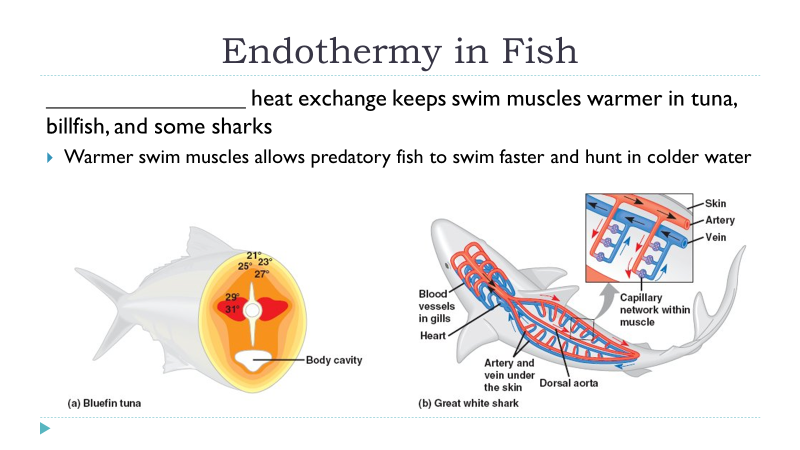 Endothermy in Fish
____________________ heat exchange keeps swim muscles warmer in tuna,
billfish, and some sharks
Warmer swim muscles allows predatory fish to swim faster and hunt in colder water
21°
25° 23°
27°
29°
31°
Body cavity
(a) Bluefin tuna
Skin
Artery
Vein
Capillary
network within
muscle
Blood
vessels
in gills
Heart
Artery and
vein under
the skin
Dorsal aorta
(b) Great white shark